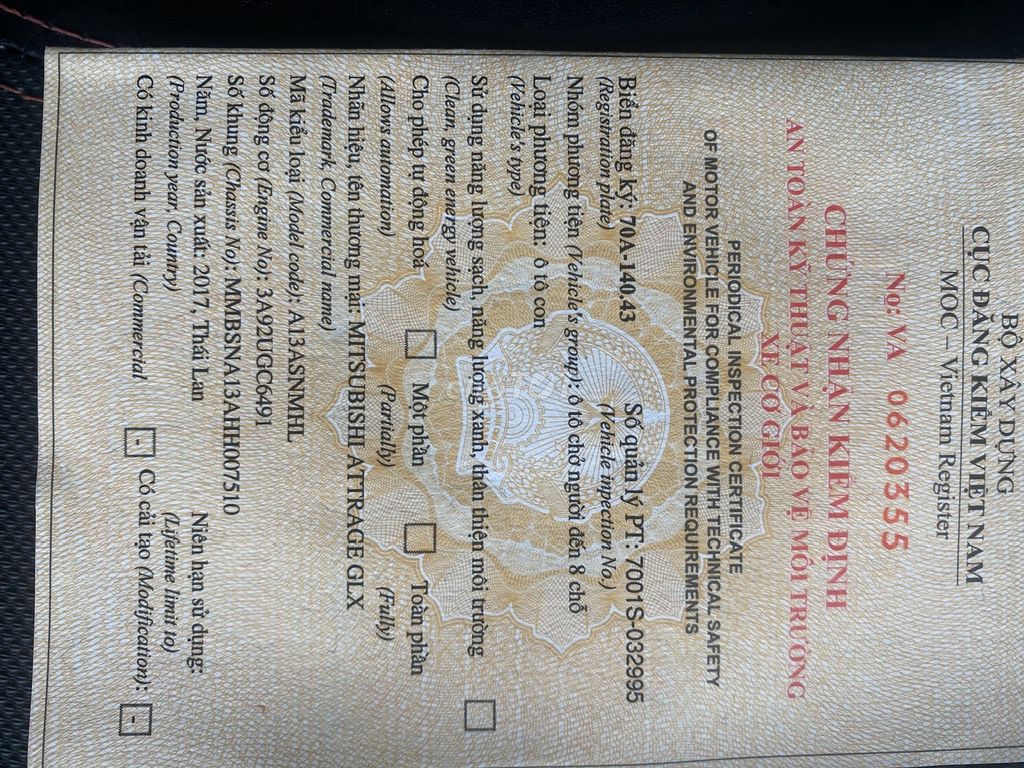 BỘ XÂY DỰNG
CỤC ĐĂNG KIỂM VIỆT NAM
MOC – Vietnam Register
Nọ: VA 0620355
CHỨNG NHẬN KIỂM ĐỊNH
AN TOÀN KỸ THUẬT VÀ BẢO VỆ MÔI TRƯỜNG
XE CƠ GIỚI
PERIODICAL INSPECTION CERTIFICATE
OF MOTOR VEHICLE FOR COMPLIANCE WITH TECHNICAL SAFETY
AND ENVIRONMENTAL PROTECTION REQUIREMENTS
Biển đăng ký: 70A-140.43 Số quản lý PT: 7001S-032995
(Registration plate) (Vehicle inpection No.)
Nhóm phương tiện (Vehicle's group): ô tô chở người đến 8 chỗ
Loại phương tiện: ô tô con
(Vehicle's type)
Sử dụng năng lượng sạch, năng lượng xanh, thân thiện môi trường
(Clean, green energy vehicle)
Cho phép tự động hoá Một phần Toàn phần
(Allows automation) (Partially) (Fully)
Nhãn hiệu, tên thương mại: MITSUBISHI ATTRAGE GLX
(Trademark, Commercial name)
Mã kiểu loại (Model code): A13ASNMHL
Số động cơ (Engine No): 3A92UGC6491
Số khung (Chassis No): MMBSNA13AHH007510
Năm, Nước sản xuất: 2017, Thái Lan Niên hạn sử dụng:
(Production year, Country) (Lifetime limit to)
Có kinh doanh vận tải (Commercial - Có cải tạo (Modification): -